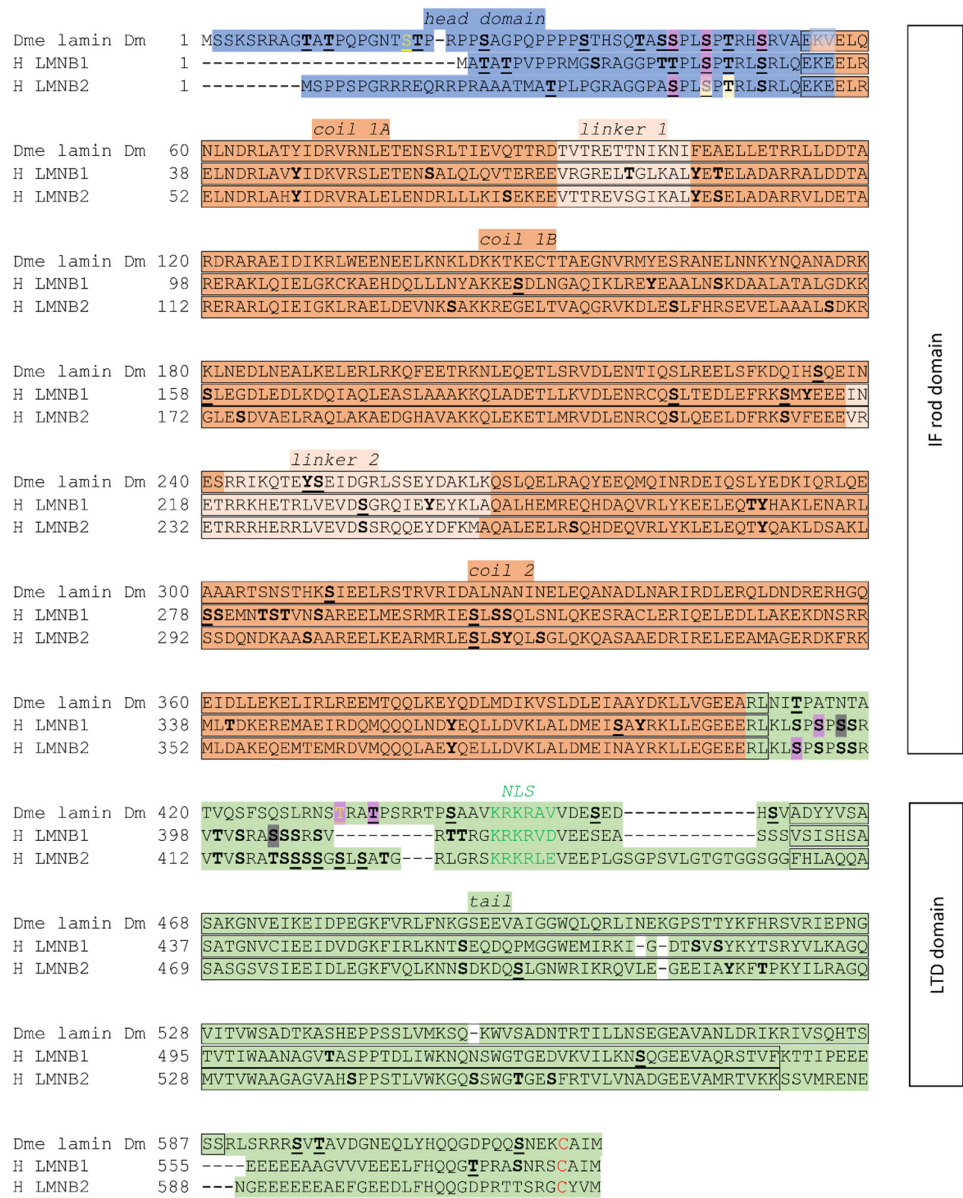 head domain
Dme lamin Dm 1 MSSKSRRAGTATPQPGNTSTP-RPPSAGPQPPPPSTHSQTASSPLSPTRHSRVAEKVELQ
H LMNB1 1 -----------------------MATATPVPPRMGSRAGGPTTPLSPTRLSRLQEKEELR
H LMNB2 1 ---------MSPPSPGRRREQRRPRAAATMATPLPGRAGGPASPLSPTRLSRLQEKEELR
coil 1A
linker 1
Dme lamin Dm 60 NLNDRLATYIDRVRNLETENSRLTIEVQTTRDTVTRETTNIKNIFEAELLETRRLLDDTA
H LMNB1 38 ELNDRLAVYIDKVRSLETENSALQLQVTEREEVRGRELTGLKALYETELADARRALDDTA
H LMNB2 52 ELNDRLAHYIDRVRALELENDRLLLKISEKEEVTTREVSGIKALYESELADARRVLDETA
coil 1B
Dme lamin Dm 120 RDRARAEIDIKRLWEENEELKNKLDKKTKECTTAEGNVRMYESRANELNNKYNQANADRK
H LMNB1 98 RERAKLQIELGKCKAEHDQLLLNYAKKESDLNGAQIKLREYEAALNSKDAALATALGDKK
H LMNB2 112 RERARLQIEIGKLRAELDEVNKSAKKREGELTVAQGRVKDLESLFHRSEVELAAALSDKR
Dme lamin Dm 180 KLNEDLNEALKELERLRKQFEETRKNLEQETLSRVDLENTIQSLREELSFKDQIHSQEIN
H LMNB1 158 SLEGDLEDLKDQIAQLEASLAAAKKQLADETLLKVDLENRCQSLTEDLEFRKSMYEEEIN
H LMNB2 172 GLESDVAELRAQLAKAEDGHAVAKKQLEKETLMRVDLENRCQSLQEELDFRKSVFEEEVR
linker 2
Dme lamin Dm 240 ESRRIKQTEYSEIDGRLSSEYDAKLKQSLQELRAQYEEQMQINRDEIQSLYEDKIQRLQE
H LMNB1 218 ETRRKHETRLVEVDSGRQIEYEYKLAQALHEMREQHDAQVRLYKEELEQTYHAKLENARL
H LMNB2 232 ETRRRHERRLVEVDSSRQQEYDFKMAQALEELRSQHDEQVRLYKLELEQTYQAKLDSAKL
coil 2
Dme lamin Dm 300 AAARTSNSTHKSIEELRSTRVRIDALNANINELEQANADLNARIRDLERQLDNDRERHGQ
H LMNB1 278 SSEMNTSTVNSAREELMESRMRIESLSSQLSNLQKESRACLERIQELEDLLAKEKDNSRR
H LMNB2 292 SSDQNDKAASAAREELKEARMRLESLSYQLSGLQKQASAAEDRIRELEEAMAGERDKFRK
Dme lamin Dm 360 EIDLLEKELIRLREEMTQQLKEYQDLMDIKVSLDLEIAAYDKLLVGEEARLNITPATNTA
H LMNB1 338 MLTDKEREMAEIRDQMQQQLNDYEQLLDVKLALDMEISAYRKLLEGEEERLKLSPSPSSR
H LMNB2 352 MLDAKEQEMTEMRDVMQQQLAEYQELLDVKLALDMEINAYRKLLEGEEERLKLSPSPSSR
IF rod domain
NLS
Dme lamin Dm 420 TVQSFSQSLRNSTRATPSRRTPSAAVKRKRAVVDESED-------------HSVADYYVSA
H LMNB1 398 VTVSRASSSRSV---------RTTRGKRKRVDVEESEA-------------SSSVSISHSA
H LMNB2 412 VTVSRATSSSSGSLSATG---RLGRSKRKRLEVEEPLGSGPSVLGTGTGGSGGFHLAQQA
tail
Dme lamin Dm 468 SAKGNVEIKEIDPEGKFVRLFNKGSEEVAIGGWQLQRLINEKGPSTTYKFHRSVRIEPNG
H LMNB1 437 SATGNVCIEEIDVDGKFIRLKNTSEQDQPMGGWEMIRKI-G-DTSVSYKYTSRYVLKAGQ
H LMNB2 469 SASGSVSIEEIDLEGKFVQLKNNSDKDQSLGNWRIKRQVLE-GEEIAYKFTPKYILRAGQ
Dme lamin Dm 528 VITVWSADTKASHEPPSSLVMKSQ-KWVSADNTRTILLNSEGEAVANLDRIKRIVSQHTS
H LMNB1 495 TVTIWAANAGVTASPPTDLIWKNQNSWGTGEDVKVILKNSQGEEVAQRSTVFKTTIPEEE
H LMNB2 528 MVTVWAAGAGVAHSPPSTLVWKGQSSWGTGESFRTVLVNADGEEVAMRTVKKSSVMRENE
LTD domain
Dme lamin Dm 587 SSRLSRRRSVTAVDGNEQLYHQQGDPQQSNEKCAIM
H LMNB1 555 ----EEEEEAAGVVVEEELFHQQGTPRASNRSCAIM
H LMNB2 588 ---NGEEEEEEAEFGEEDLFHQQGDPRTTSRGCYVM